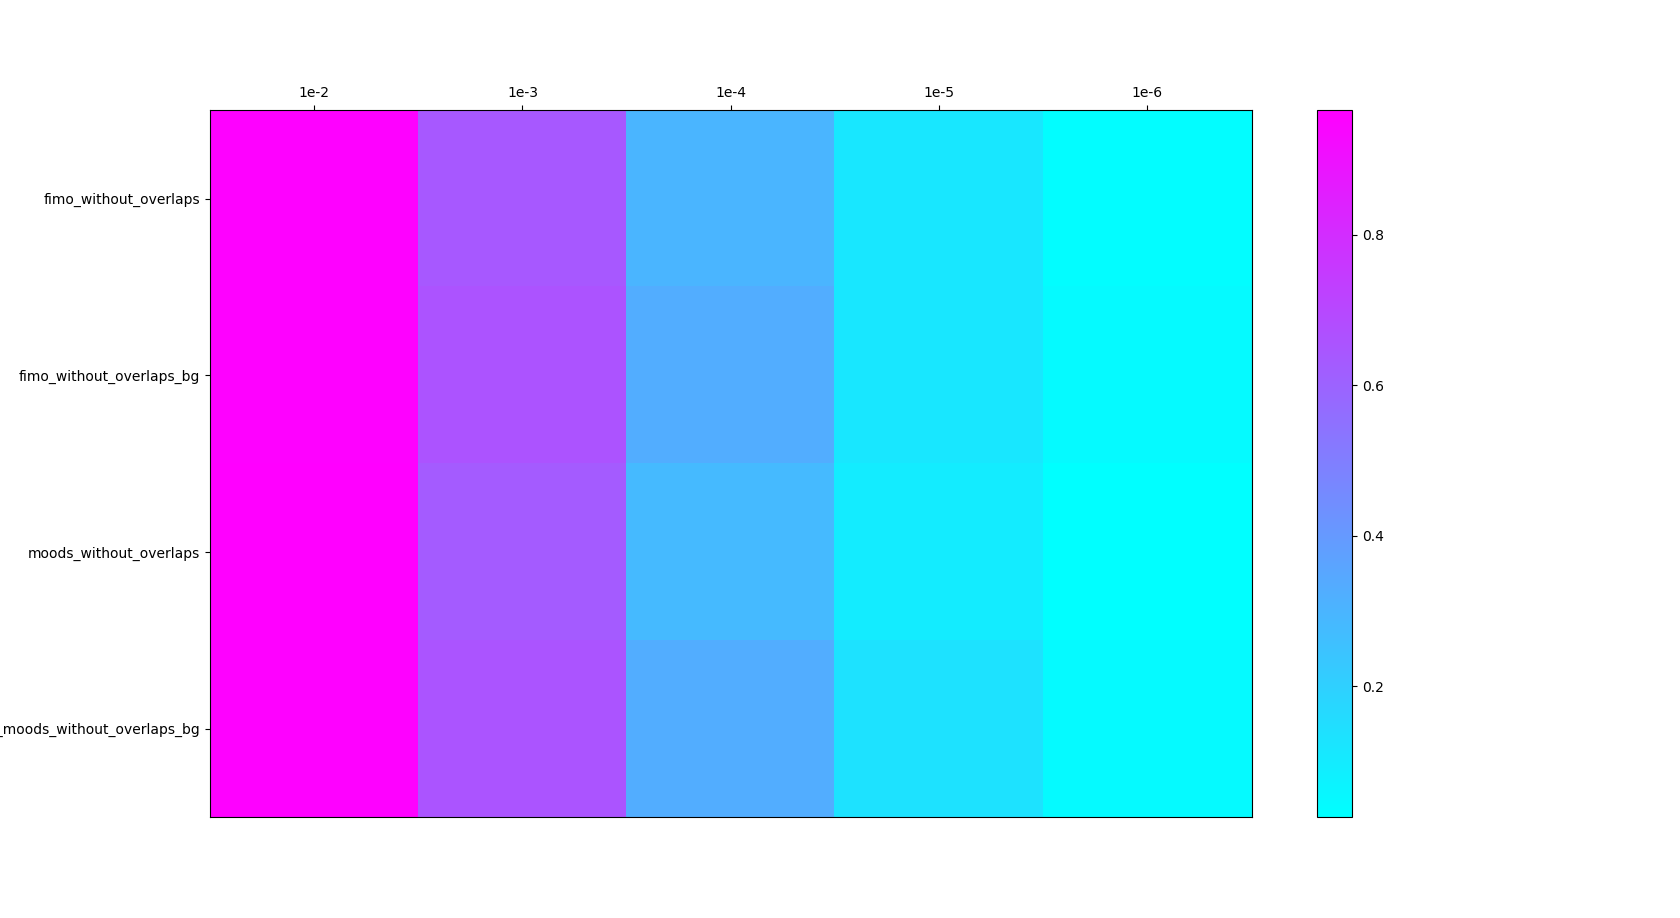 1e-2 1e-3 1e-4 1e-5 1e-6
fimo_without_overlaps
fimo_without_overlaps_bg
moods_without_overlaps
_moods_without_overlaps_bg
0.8
0.6
0.4
0.2